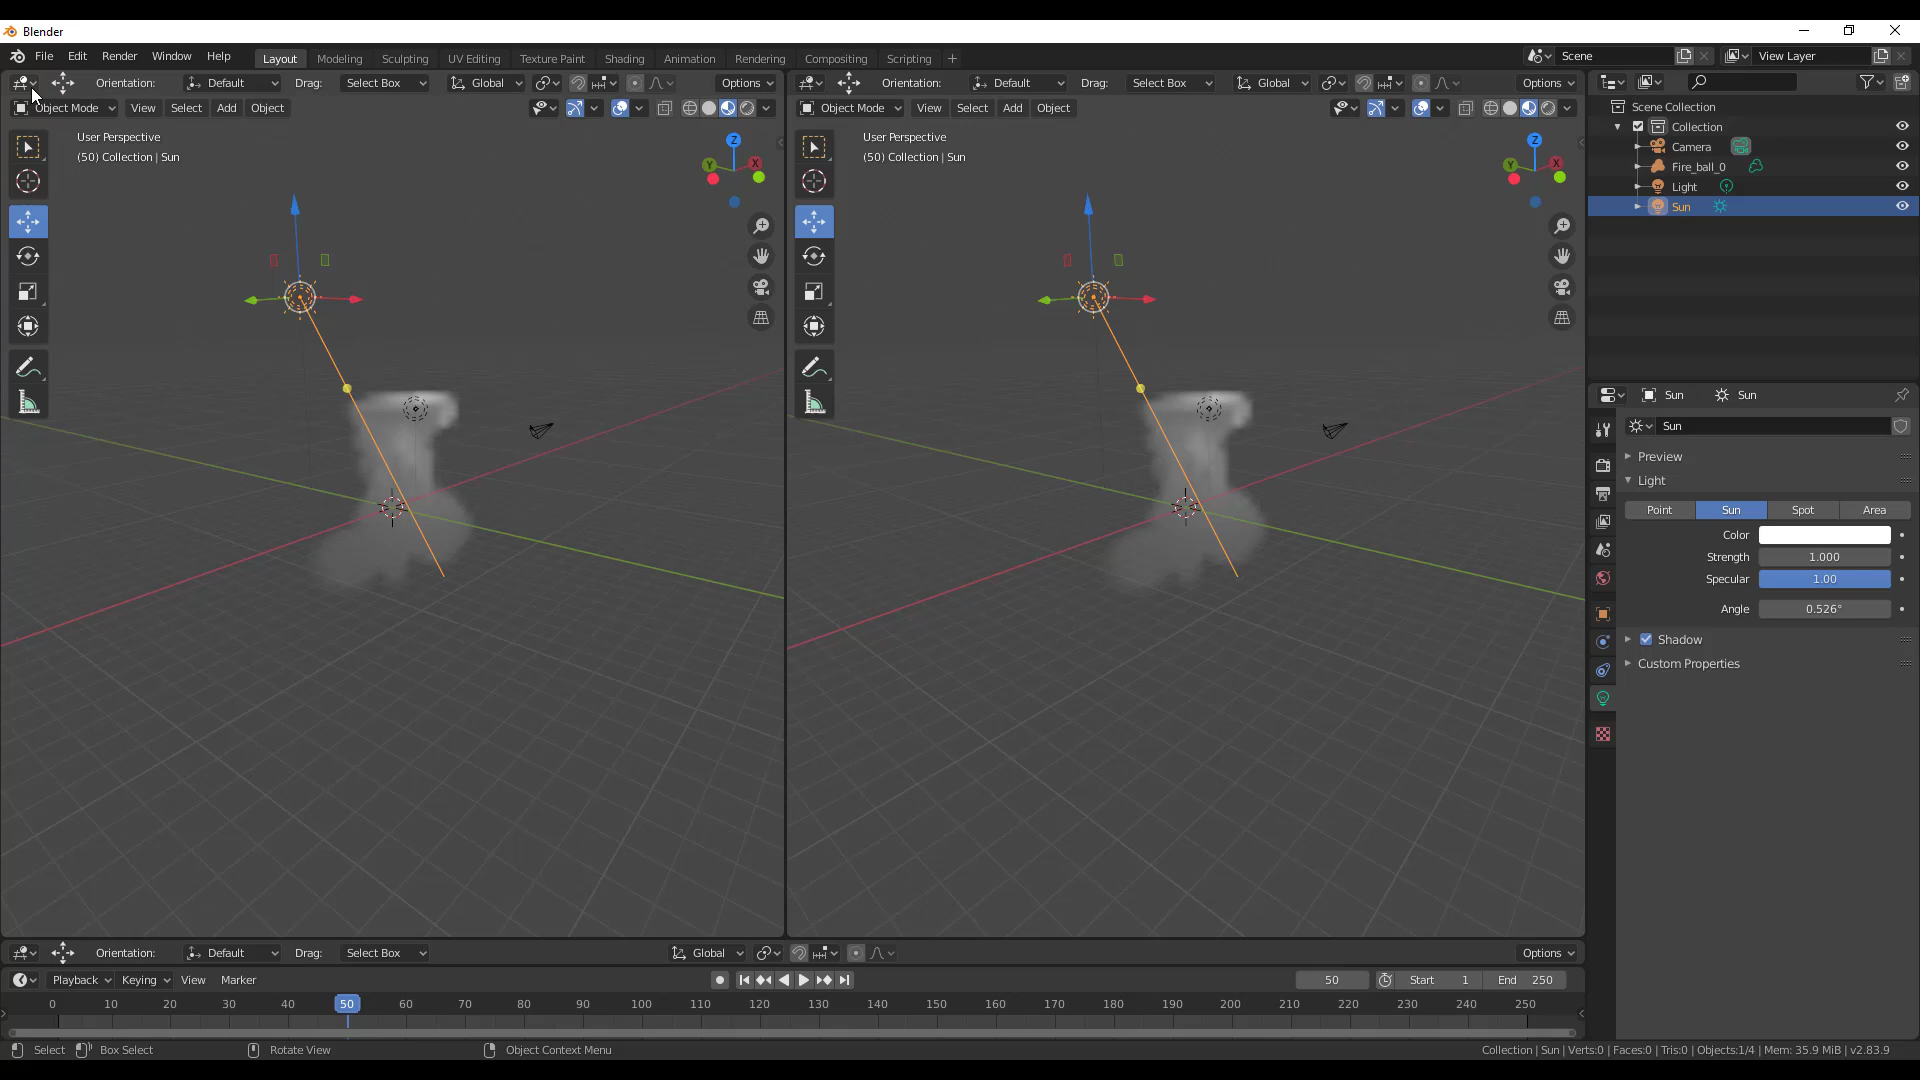 Blender
File Edit Render Window Help Layout Modeling Sculpting UV Editing Texture Paint Shading Animation Rendering Compositing Scripting + Scene View Layer
Orientation: Default Drag: Select Box Global Options Orientation: Default Drag: Select Box Global Options
Object Mode View Select Add Object Object Mode View Select Add Object
Scene Collection
Collection
Camera
Fire_ball_0
Light
Sun
User Perspective
(50) Collection | Sun
Z
Y
X
User Perspective
(50) Collection | Sun
Z
Y
X
Sun Sun
Sun
Preview
Light
Point Sun Spot Area
Color
Strength 1.000
Specular 1.00
Angle 0.526°
Shadow
Custom Properties
Orientation: Default Drag: Select Box Global Options
Playback Keying View Marker 50 Start 1 End 250
0 10 20 30 40 50 60 70 80 90 100 110 120 130 140 150 160 170 180 190 200 210 220 230 240 250
Select Box Select Rotate View Object Context Menu Collection | Sun | Verts:0 | Faces:0 | Tris:0 | Objects:1/4 | Mem: 35.9 MiB | v2.83.9